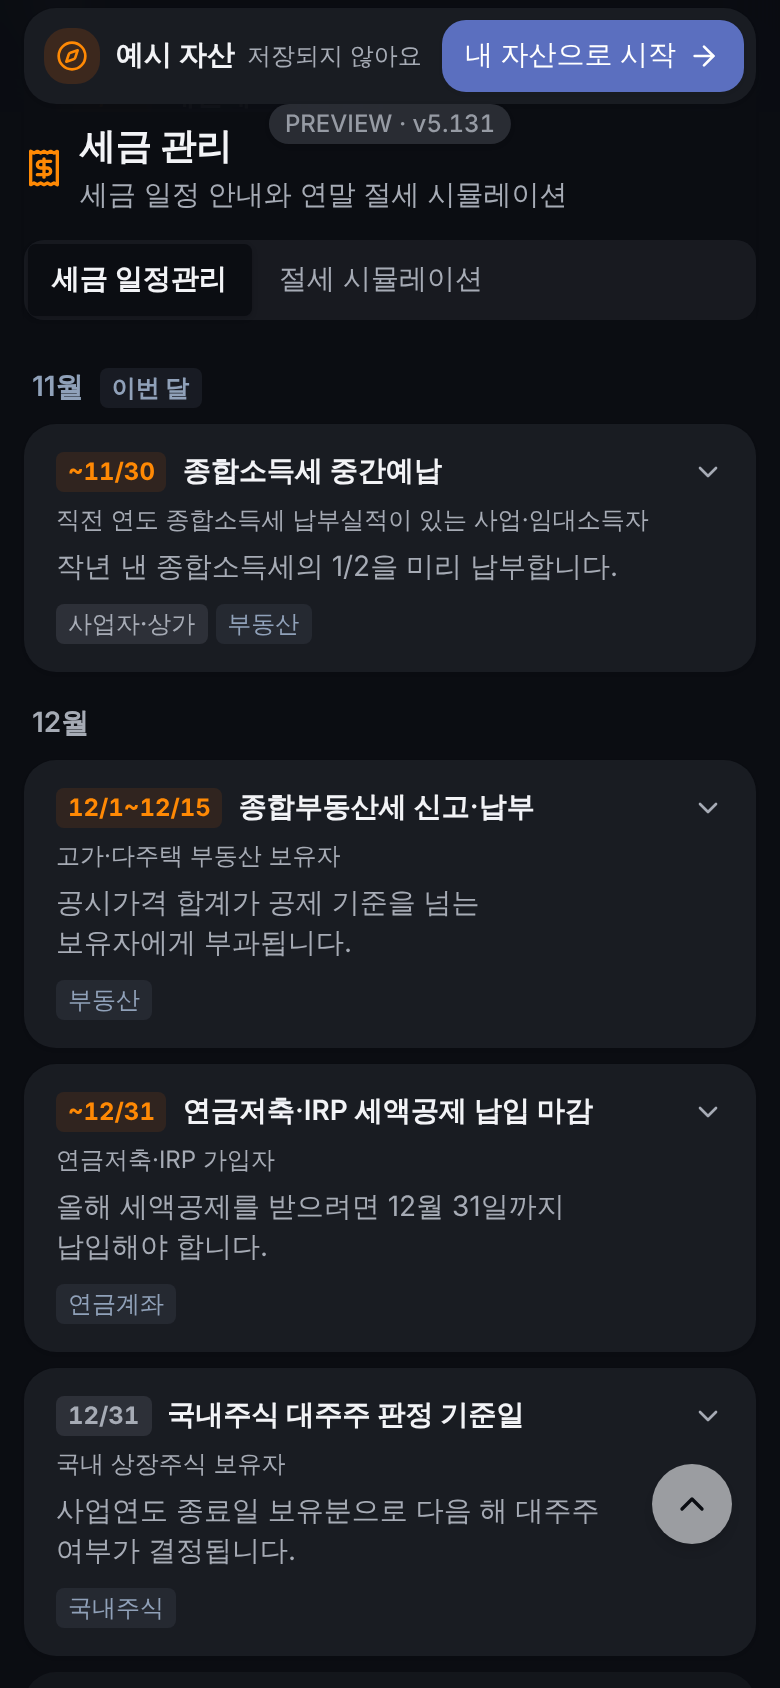 예시 자산 저장되지 않아요 내 자산으로 시작
PREVIEW · v5.131
세금 관리
세금 일정 안내와 연말 절세 시뮬레이션
세금 일정관리 절세 시뮬레이션
11월 이번 달
~11/30 종합소득세 중간예납
직전 연도 종합소득세 납부실적이 있는 사업·임대소득자
작년 낸 종합소득세의 1/2을 미리 납부합니다.
사업자·상가 부동산
12월
12/1~12/15 종합부동산세 신고·납부
고가·다주택 부동산 보유자
공시가격 합계가 공제 기준을 넘는
보유자에게 부과됩니다.
부동산
~12/31 연금저축·IRP 세액공제 납입 마감
연금저축·IRP 가입자
올해 세액공제를 받으려면 12월 31일까지
납입해야 합니다.
연금계좌
12/31 국내주식 대주주 판정 기준일
국내 상장주식 보유자
사업연도 종료일 보유분으로 다음 해 대주주
여부가 결정됩니다.
국내주식